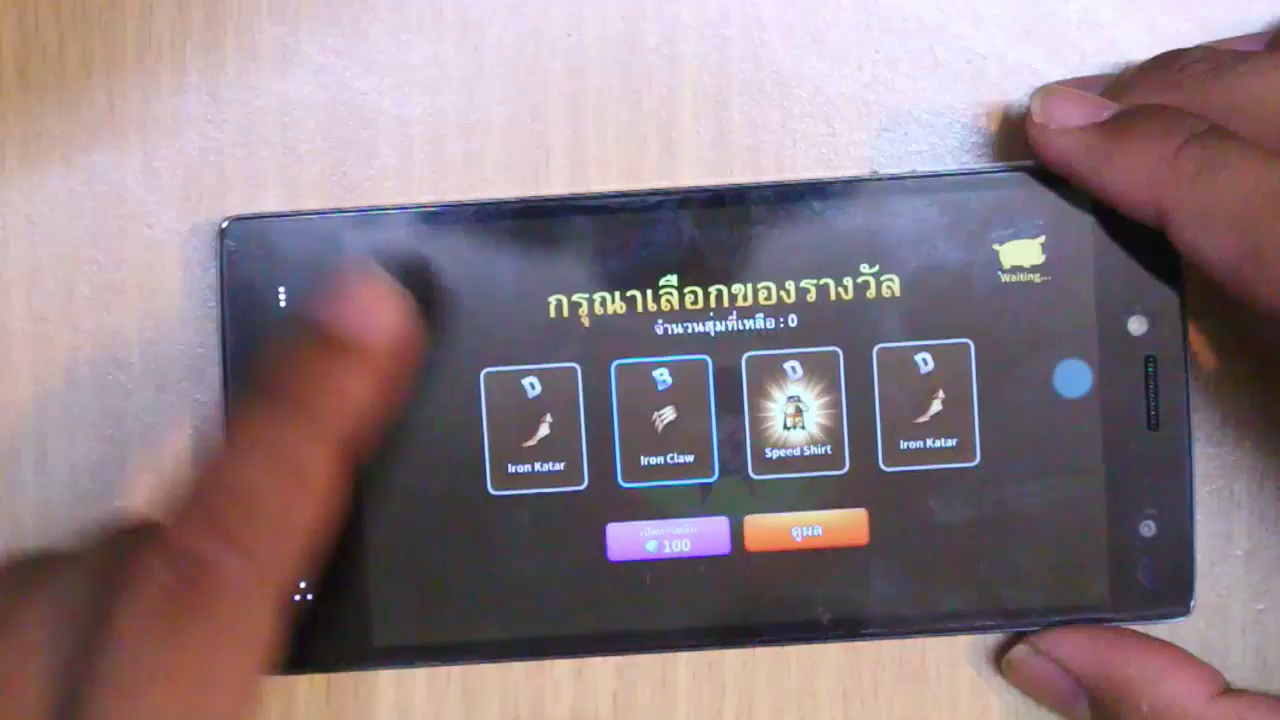 Waiting...
กรุณาเลือกของรางวัล
จำนวนสุ่มที่เหลือ : 0
D
B
D
D
Iron Katar
Iron Claw
Speed Shirt
Iron Katar
100
ดูผล